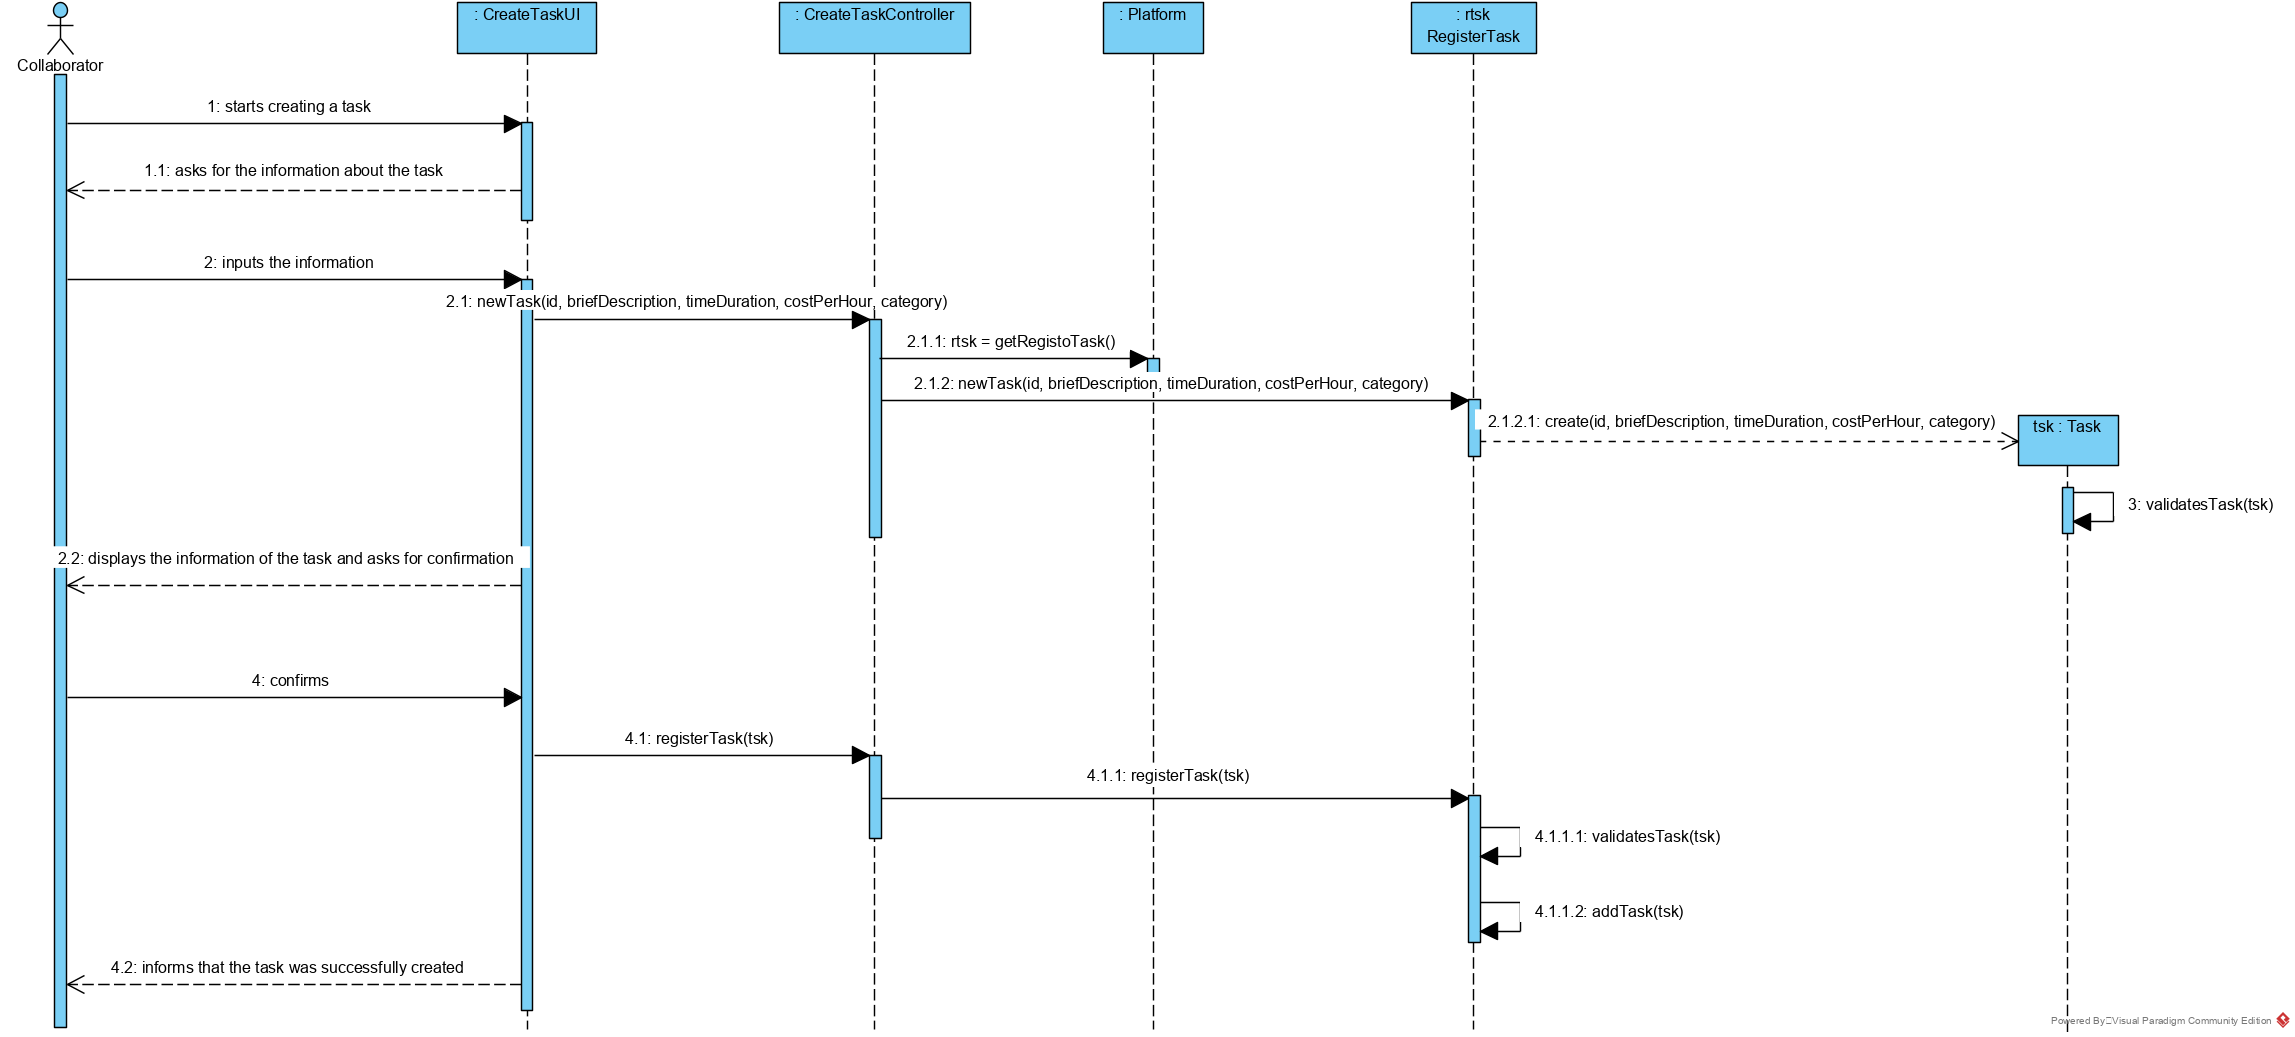 : CreateTaskUI
: CreateTaskController
: Platform
: rtsk
RegisterTask
Collaborator
1: starts creating a task
1.1: asks for the information about the task
2: inputs the information
2.1: newTask(id, briefDescription, timeDuration, costPerHour, category)
2.1.1: rtsk = getRegistoTask()
2.1.2: newTask(id, briefDescription, timeDuration, costPerHour, category)
2.1.2.1: create(id, briefDescription, timeDuration, costPerHour, category)
tsk : Task
3: validatesTask(tsk)
2.2: displays the information of the task and asks for confirmation
4: confirms
4.1: registerTask(tsk)
4.1.1: registerTask(tsk)
4.1.1.1: validatesTask(tsk)
4.1.1.2: addTask(tsk)
4.2: informs that the task was successfully created
Powered By Visual Paradigm Community Edition